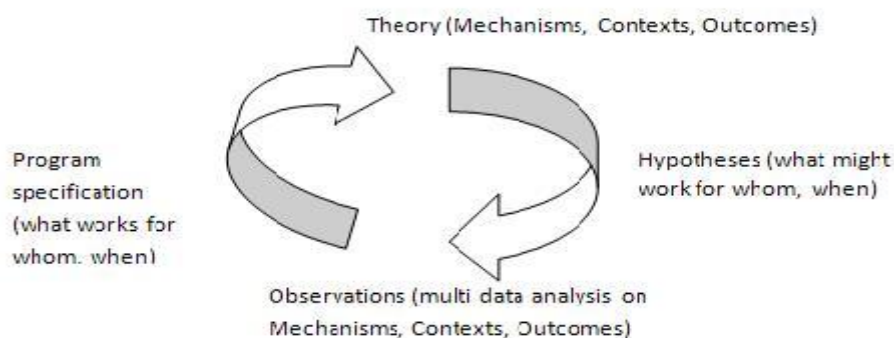 Theory (Mechanisms, Contexts, Outcomes)
Hypotheses (what might
work for whom, when)
Observations (multi data analysis on
Mechanisms, Contexts, Outcomes)
Program
specification
(what works for
whom, when)